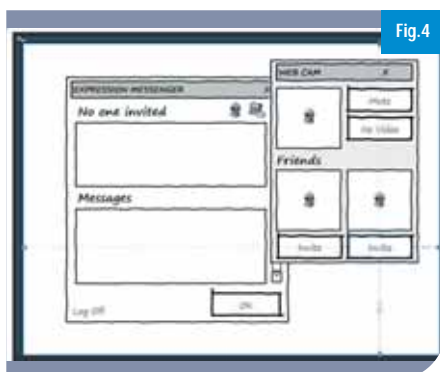 Fig.4
WEB CAM X
EXPRESSION MESSENGER
No one invited
Mute
No Video
Friends
Messages
Invite Invite
Log Off
OK